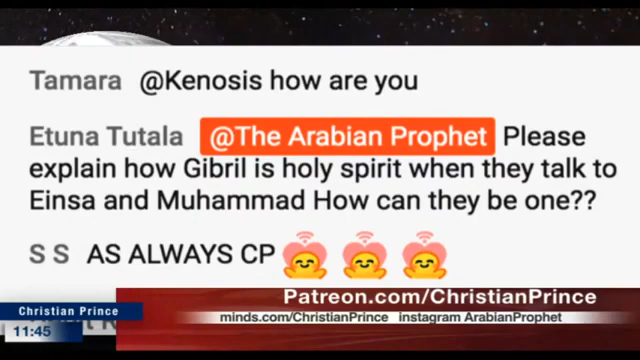 Tamara @Kenosis how are you
Etuna Tutala @The Arabian Prophet Please
explain how Gibril is holy spirit when they talk to
Einsa and Muhammad How can they be one??
S S AS ALWAYS CP
Christian Prince
11:45
Patreon.com/ChristianPrince
minds.com/ChristianPrince instagram ArabianProphet